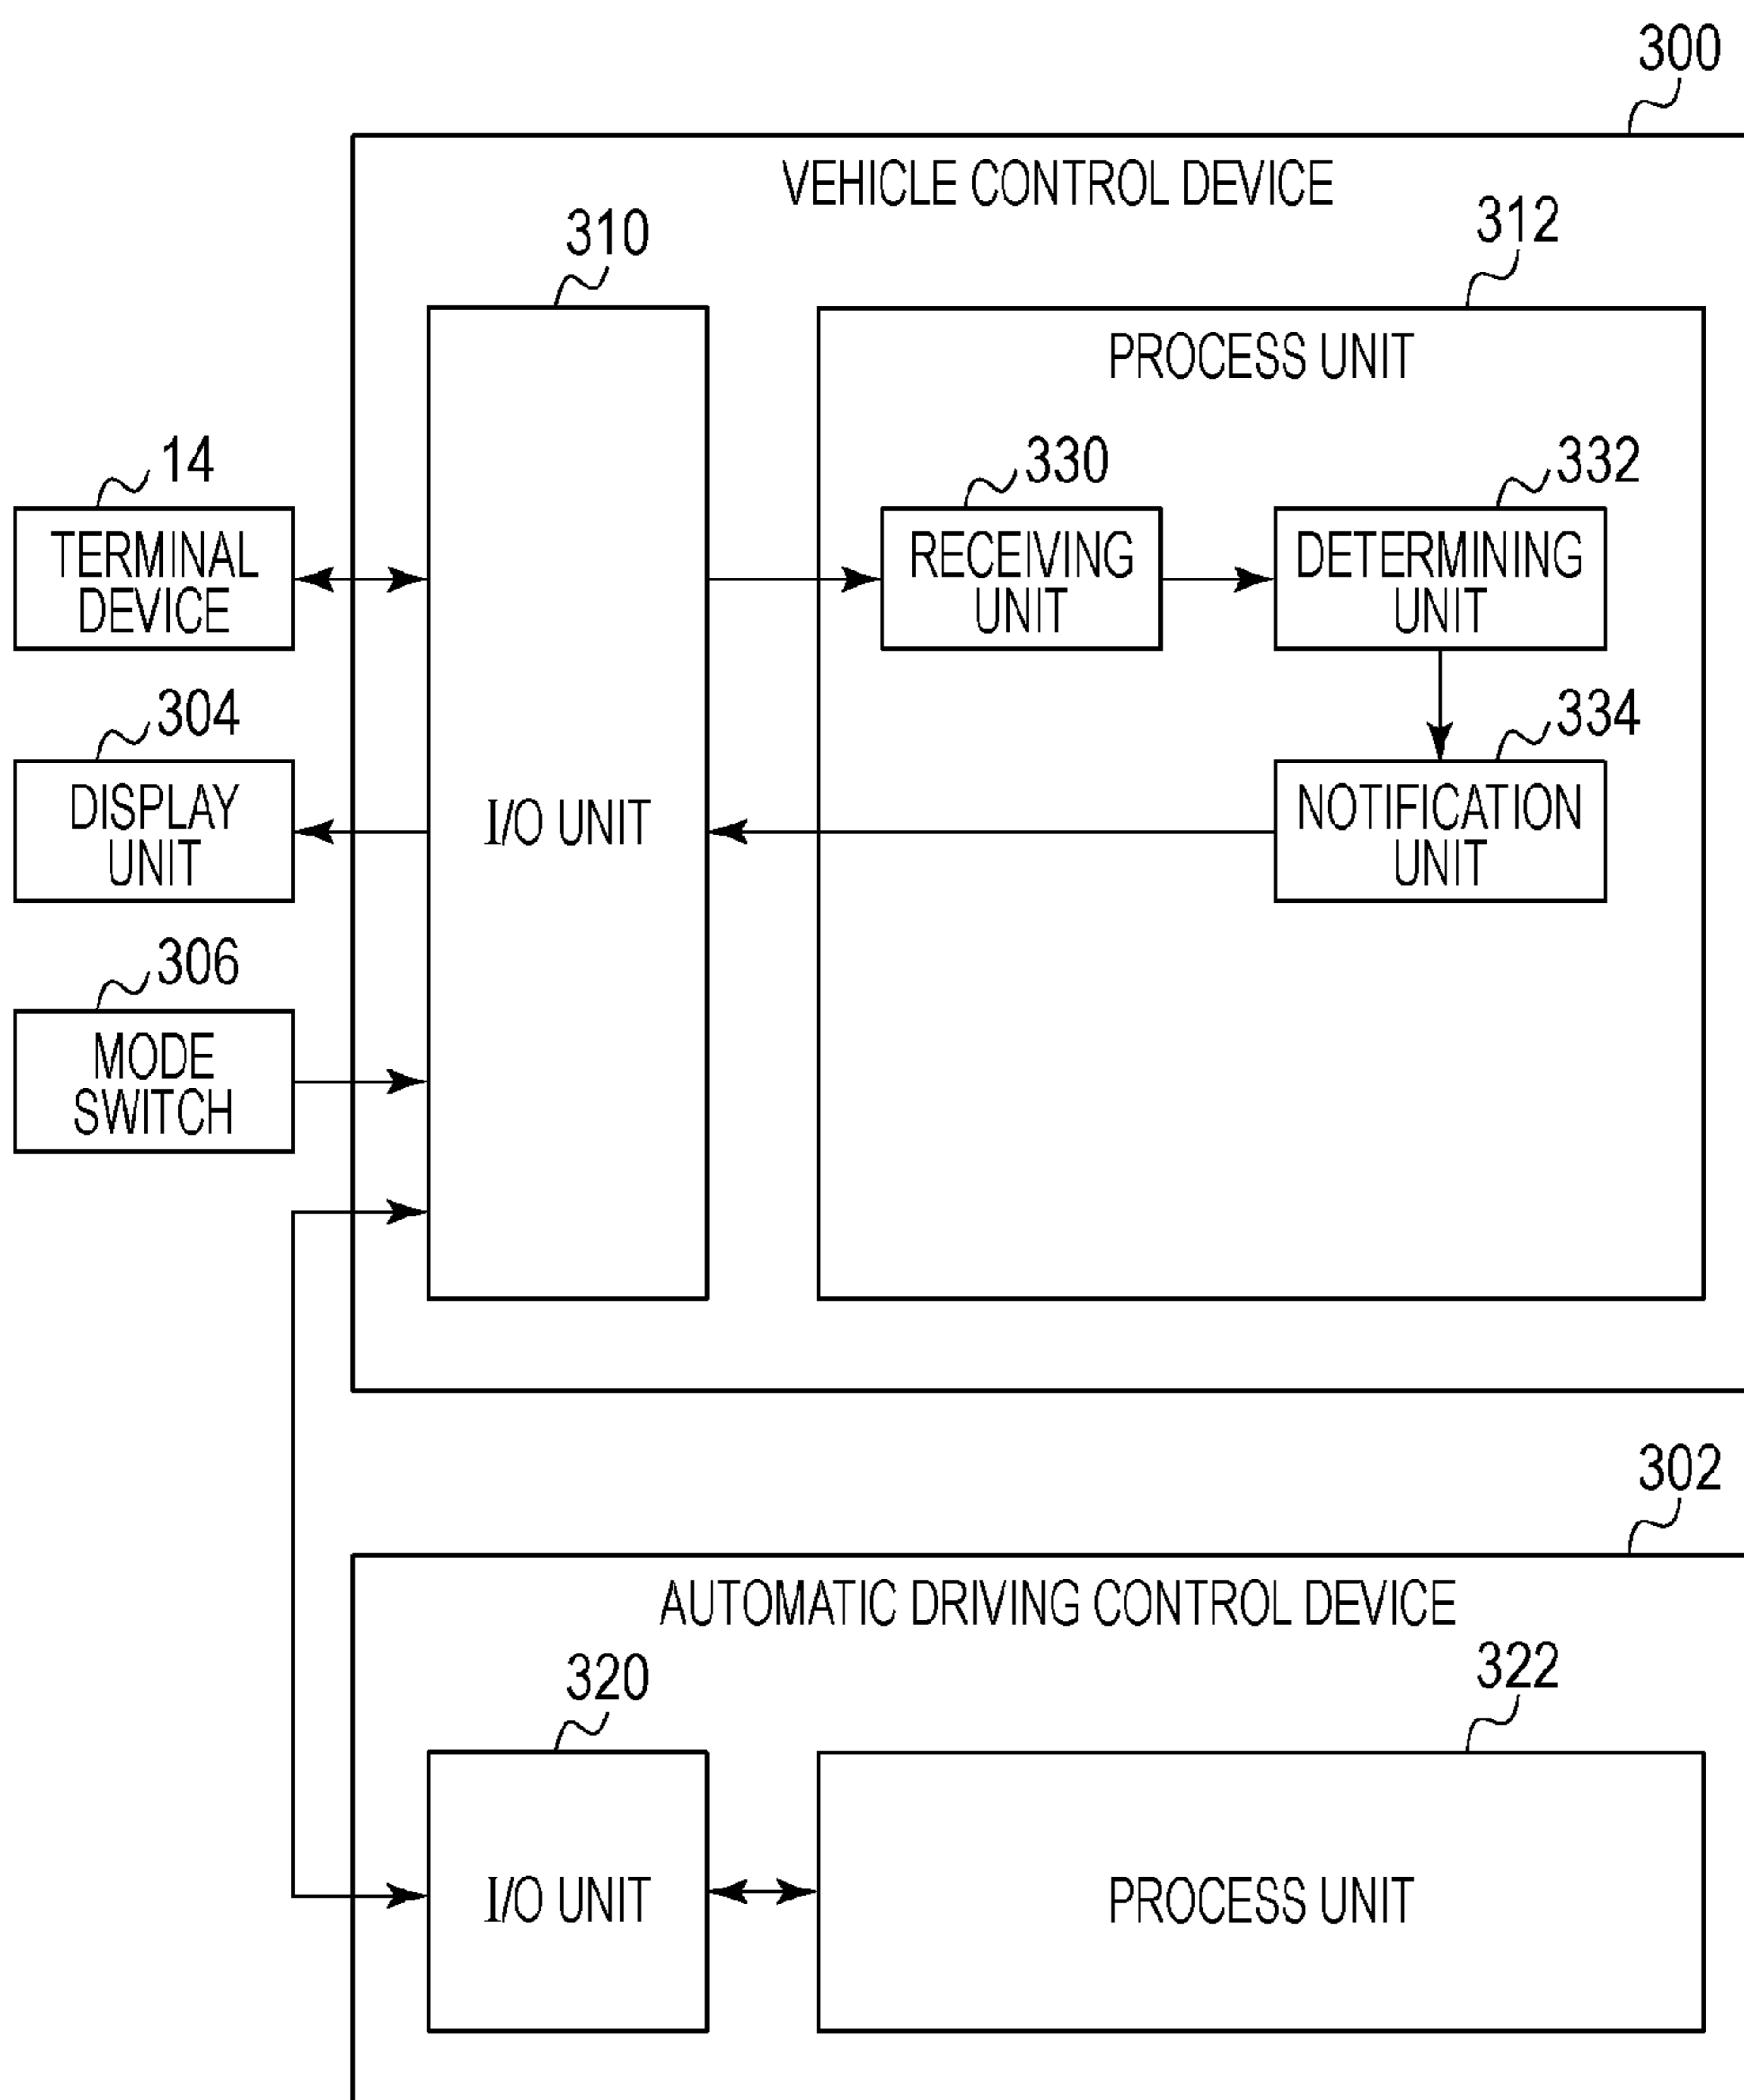 300
VEHICLE CONTROL DEVICE
310
312
PROCESS UNIT
14
330
332
TERMINAL
DEVICE
RECEIVING
UNIT
DETERMINING
UNIT
304
334
DISPLAY
UNIT
I/O UNIT
NOTIFICATION
UNIT
306
MODE
SWITCH
302
AUTOMATIC DRIVING CONTROL DEVICE
320
322
I/O UNIT
PROCESS UNIT